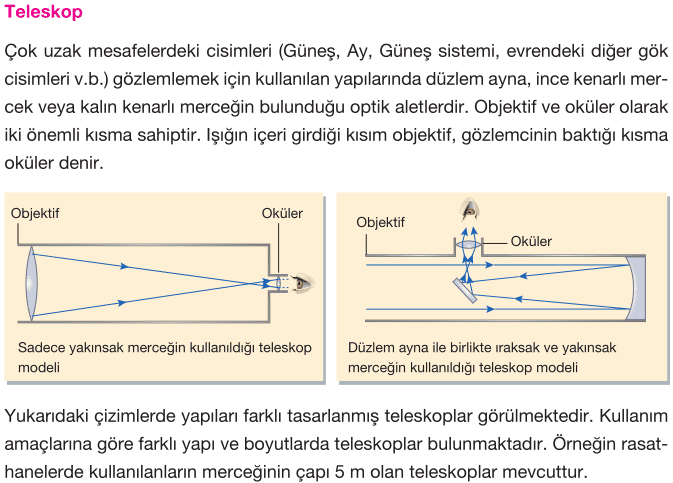 Teleskop
Çok uzak mesafelerdeki cisimleri (Güneş, Ay, Güneş sistemi, evrendeki diğer gök
cisimleri v.b.) gözlemlemek için kullanılan yapılarında düzlem ayna, ince kenarlı mer-
cek veya kalın kenarlı merceğin bulunduğu optik aletlerdir. Objektif ve oküler olarak
iki önemli kısma sahiptir. Işığın içeri girdiği kısım objektif, gözlemcinin baktığı kısma
oküler denir.
Objektif
Oküler
Sadece yakınsak merceğin kullanıldığı teleskop
modeli
Objektif
Oküler
Düzlem ayna ile birlikte ıraksak ve yakınsak
merceğin kullanıldığı teleskop modeli
Yukarıdaki çizimlerde yapıları farklı tasarlanmış teleskoplar görülmektedir. Kullanım
amaçlarına göre farklı yapı ve boyutlarda teleskoplar bulunmaktadır. Örneğin rasat-
hanelerde kullanılanların merceğinin çapı 5 m olan teleskoplar mevcuttur.